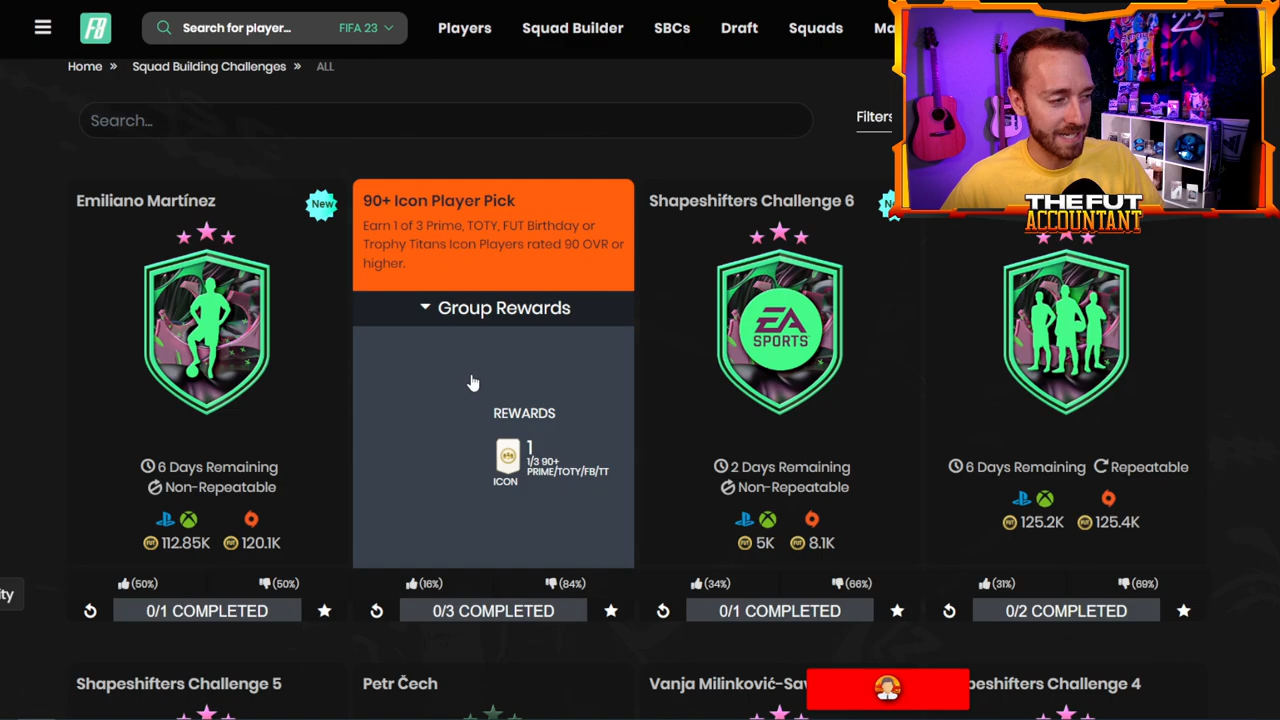 FB
Search for player...
FIFA 23
Players
Squad Builder
SBCs
Draft
Squads
Ma
Home » Squad Building Challenges » ALL
Search...
Filters
THE FUT
ACCOUNTANT
Emiliano Martínez
New
6 Days Remaining
Non-Repeatable
112.85K
120.1K
(50%)
(50%)
0/1 COMPLETED
90+ Icon Player Pick
Earn 1 of 3 Prime, TOTY, FUT Birthday or
Trophy Titans Icon Players rated 90 OVR or
higher.
Group Rewards
REWARDS
1
1/3 90+
PRIME/TOTY/FB/TT
ICON
(16%)
(84%)
0/3 COMPLETED
Shapeshifters Challenge 6
EA
SPORTS
2 Days Remaining
Non-Repeatable
5K
8.1K
(34%)
(66%)
0/1 COMPLETED
6 Days Remaining
Repeatable
125.2K
125.4K
(31%)
(69%)
0/2 COMPLETED
ity
Shapeshifters Challenge 5
Petr Čech
Vanja Milinković-Sav
peshifters Challenge 4